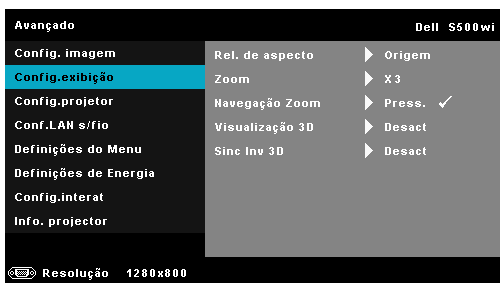 Avançado Dell S500wi
Config. imagem
Config.exibição
Config.projetor
Conf.LAN s/fio
Definições do Menu
Definições de Energia
Config.interat
Info. projector
Rel. de aspecto Origem
Zoom X3
Navegação Zoom Press. ✓
Visualização 3D Desact
Sinc Inv 3D Desact
Resolução 1280x800